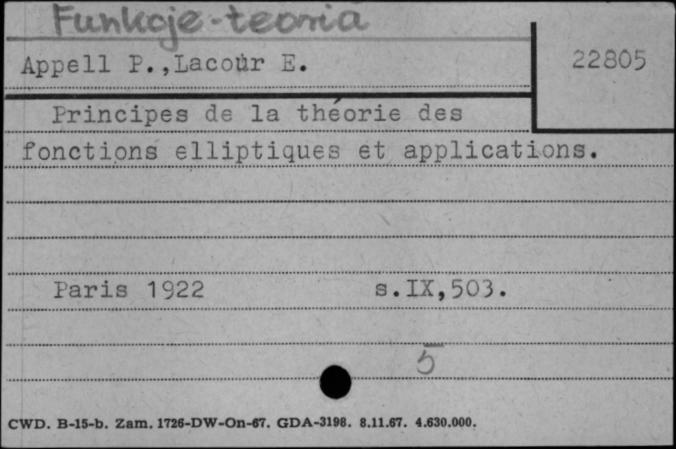 Funkcje-teoria
Appell P.,Lacour E.
22805
Principes de la théorie des
fonctions elliptiques et applications.
Paris 1922 s.IX,503.
5
CWD. B-15-b. Zam. 1726-DW-On-67. GDA-3198. 8.11.67. 4.630.000.